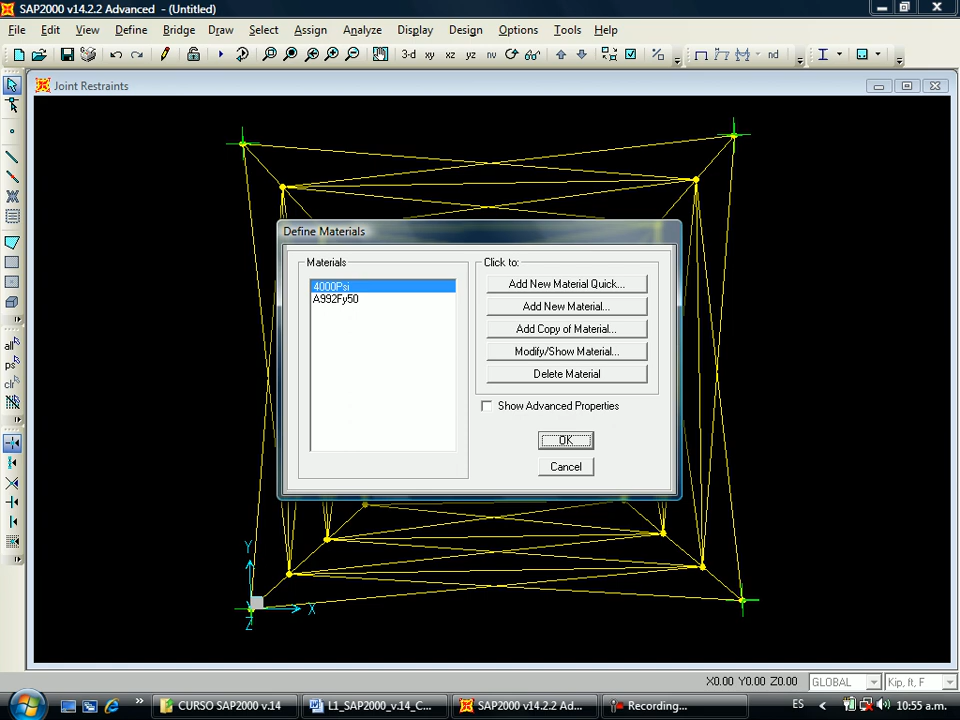 SAP2000 v14.2.2 Advanced - (Untitled)
File Edit View Define Bridge Draw Select Assign Analyze Display Design Options Tools Help
3-d xy xz yz nv
nd
Joint Restraints
all
ps
clr
Define Materials
Materials
4000Psi
A992Fy50
Click to:
Add New Material Quick...
Add New Material...
Add Copy of Material...
Modify/Show Material...
Delete Material
Show Advanced Properties
OK
Cancel
Y
X
Z
X0.00 Y0.00 Z0.00
GLOBAL
Kip, ft, F
CURSO SAP2000 v.14
L1_SAP2000_v.14_C...
SAP2000 v14.2.2 Ad...
Recording...
ES
10:55 a.m.